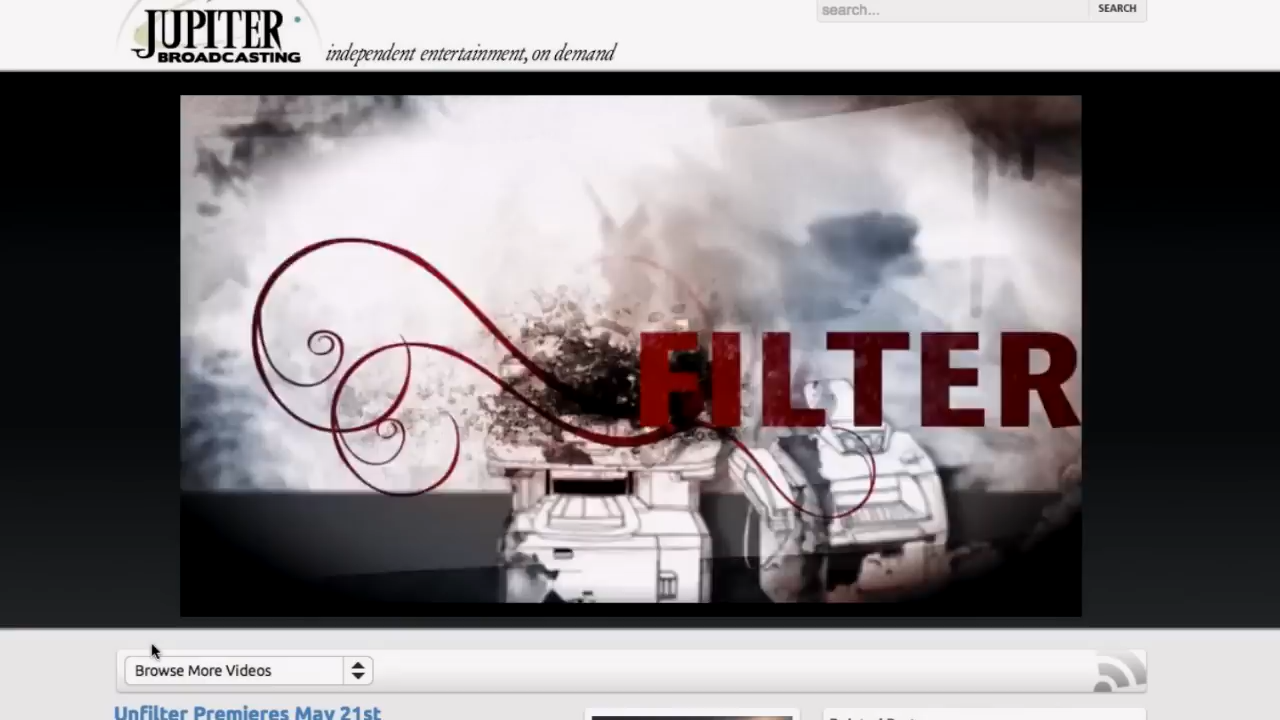 JUPITER
BROADCASTING
independent entertainment, on demand
search...
SEARCH
FILTER
Browse More Videos
Unfilter Premieres May 21st